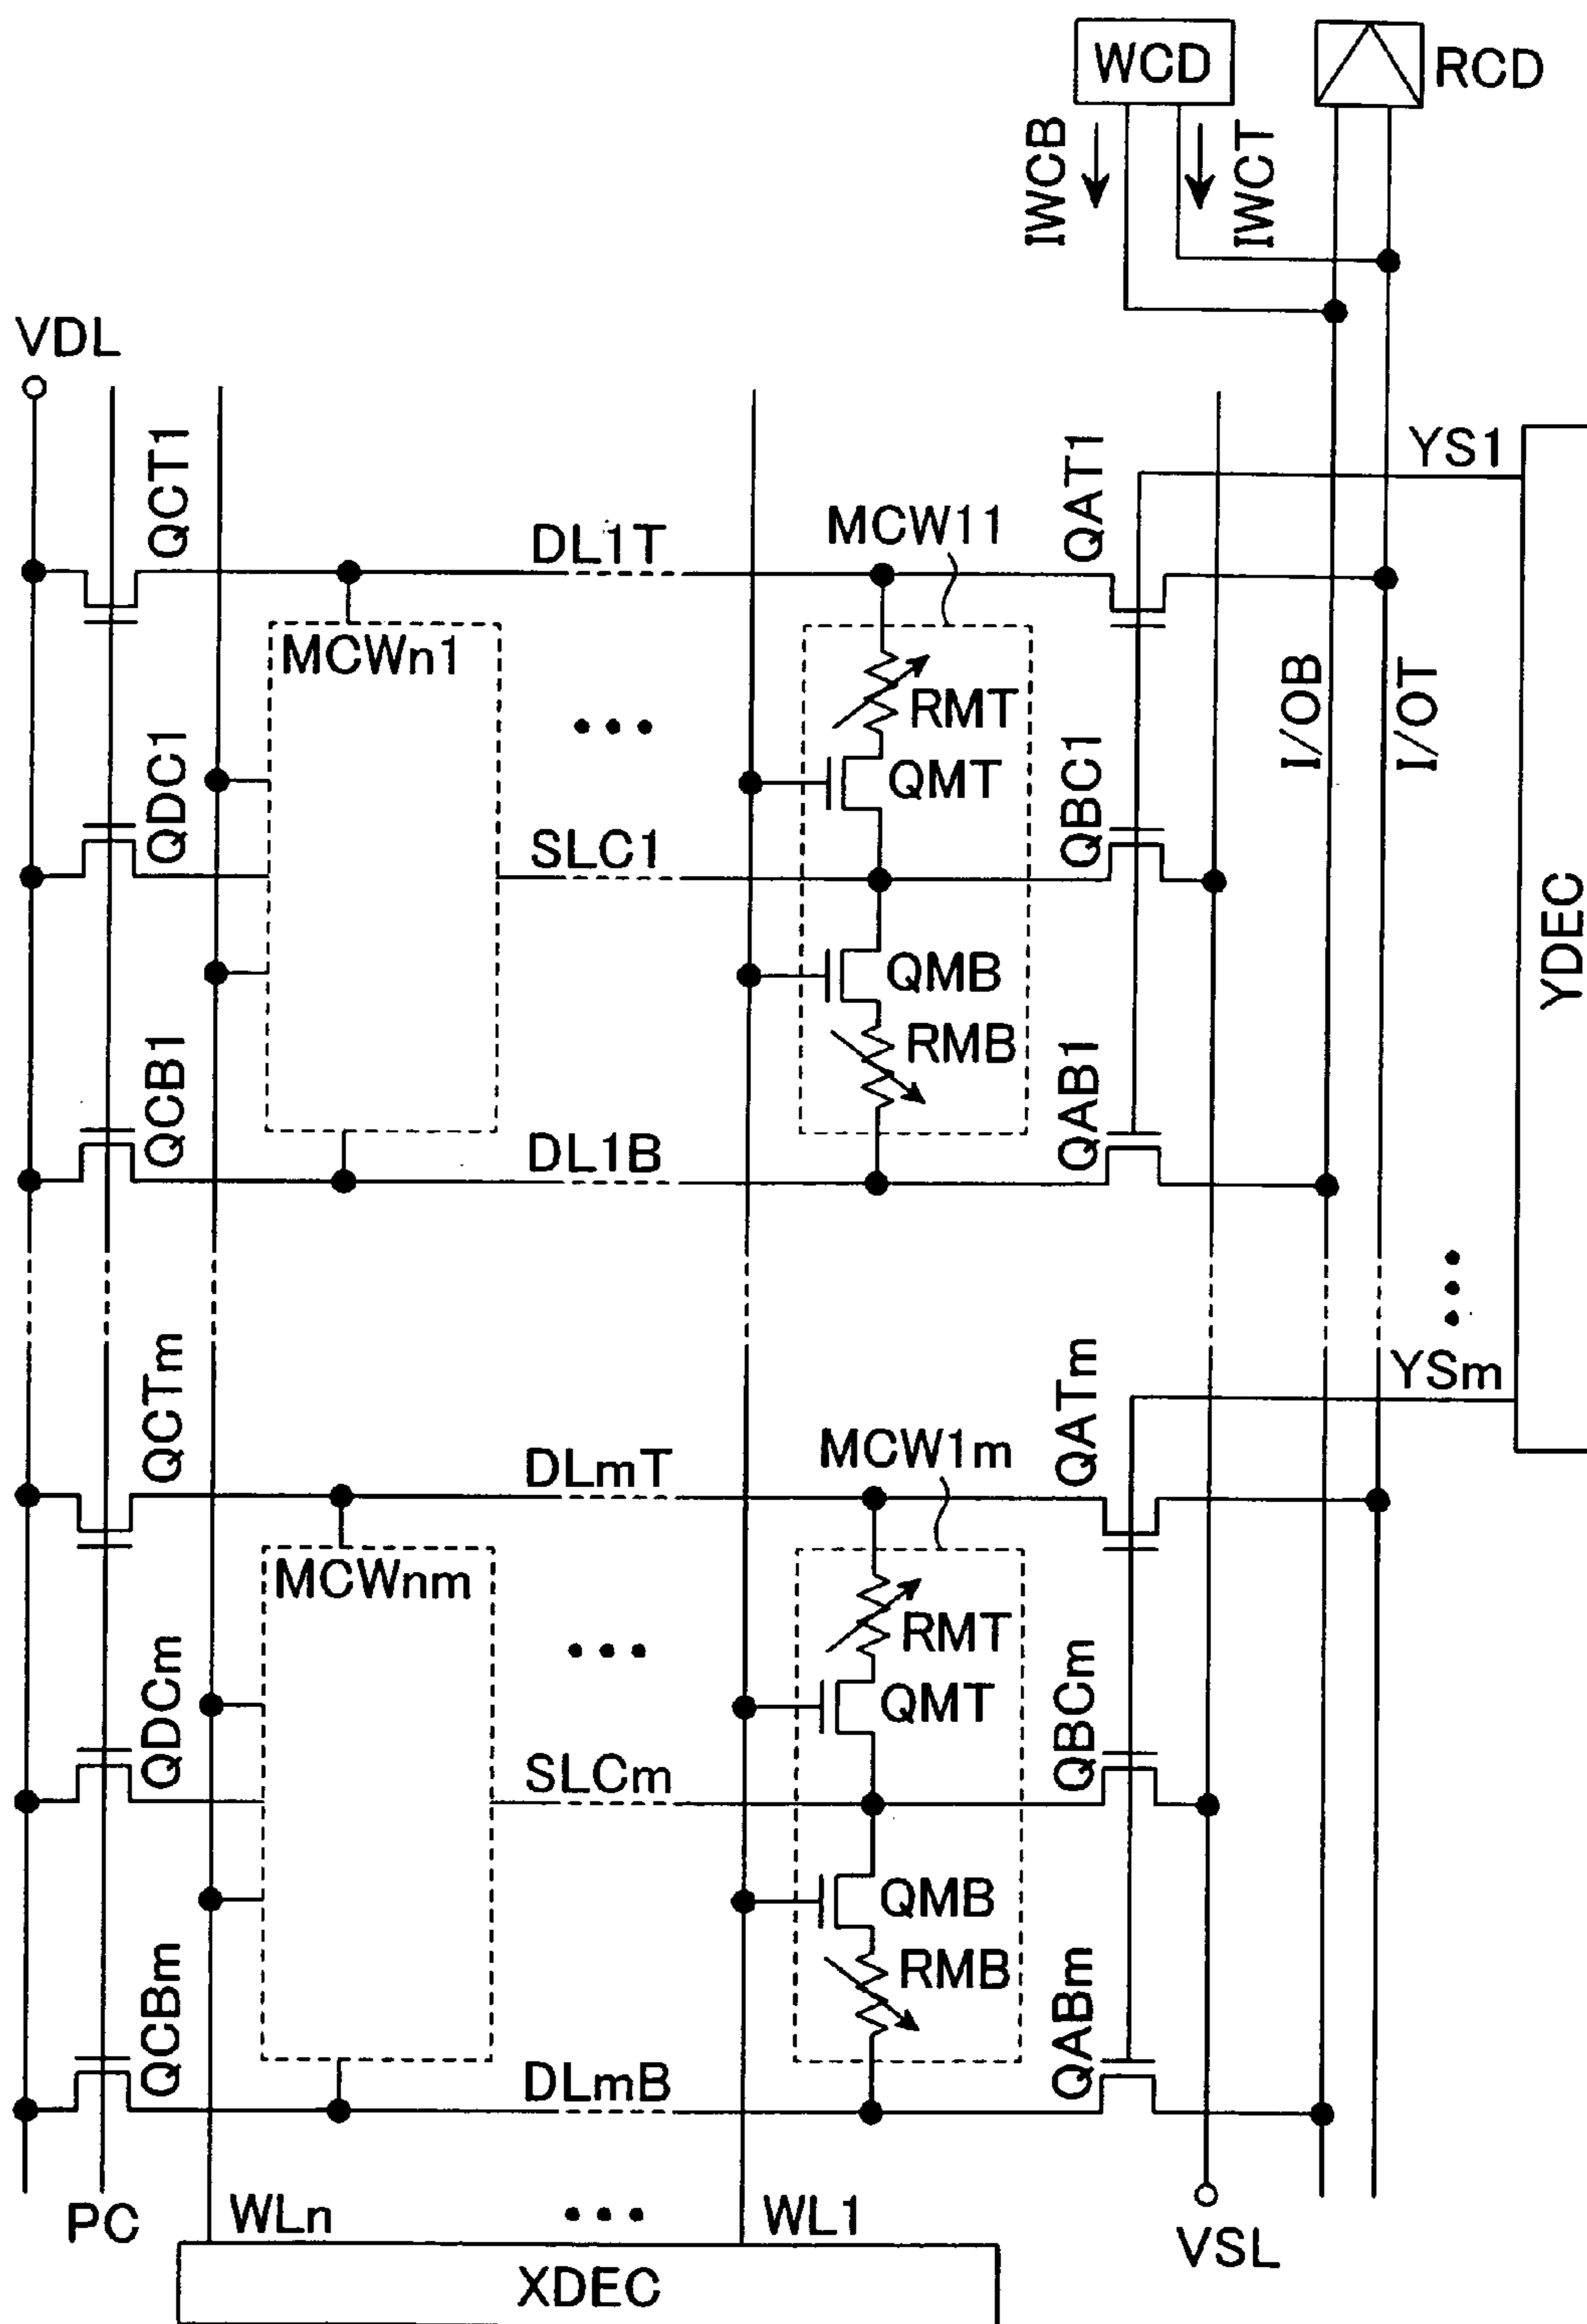 WCD
RCD
IWCB
IWCT
VDL
QCT1
DL1T
MCW11
QAT1
YS1
MCWn1
RMT
I/OB
I/OT
QDC1
QMT
QBC1
SLC1
YDEC
QMB
RMB
QCB1
QAB1
DL1B
QCTm
QATm
YSm
DLmT
MCW1m
MCWnm
RMT
QDCm
QMT
QBCm
SLCm
QMB
RMB
QCBm
QABm
DLmB
PC
WLn
WL1
VSL
XDEC